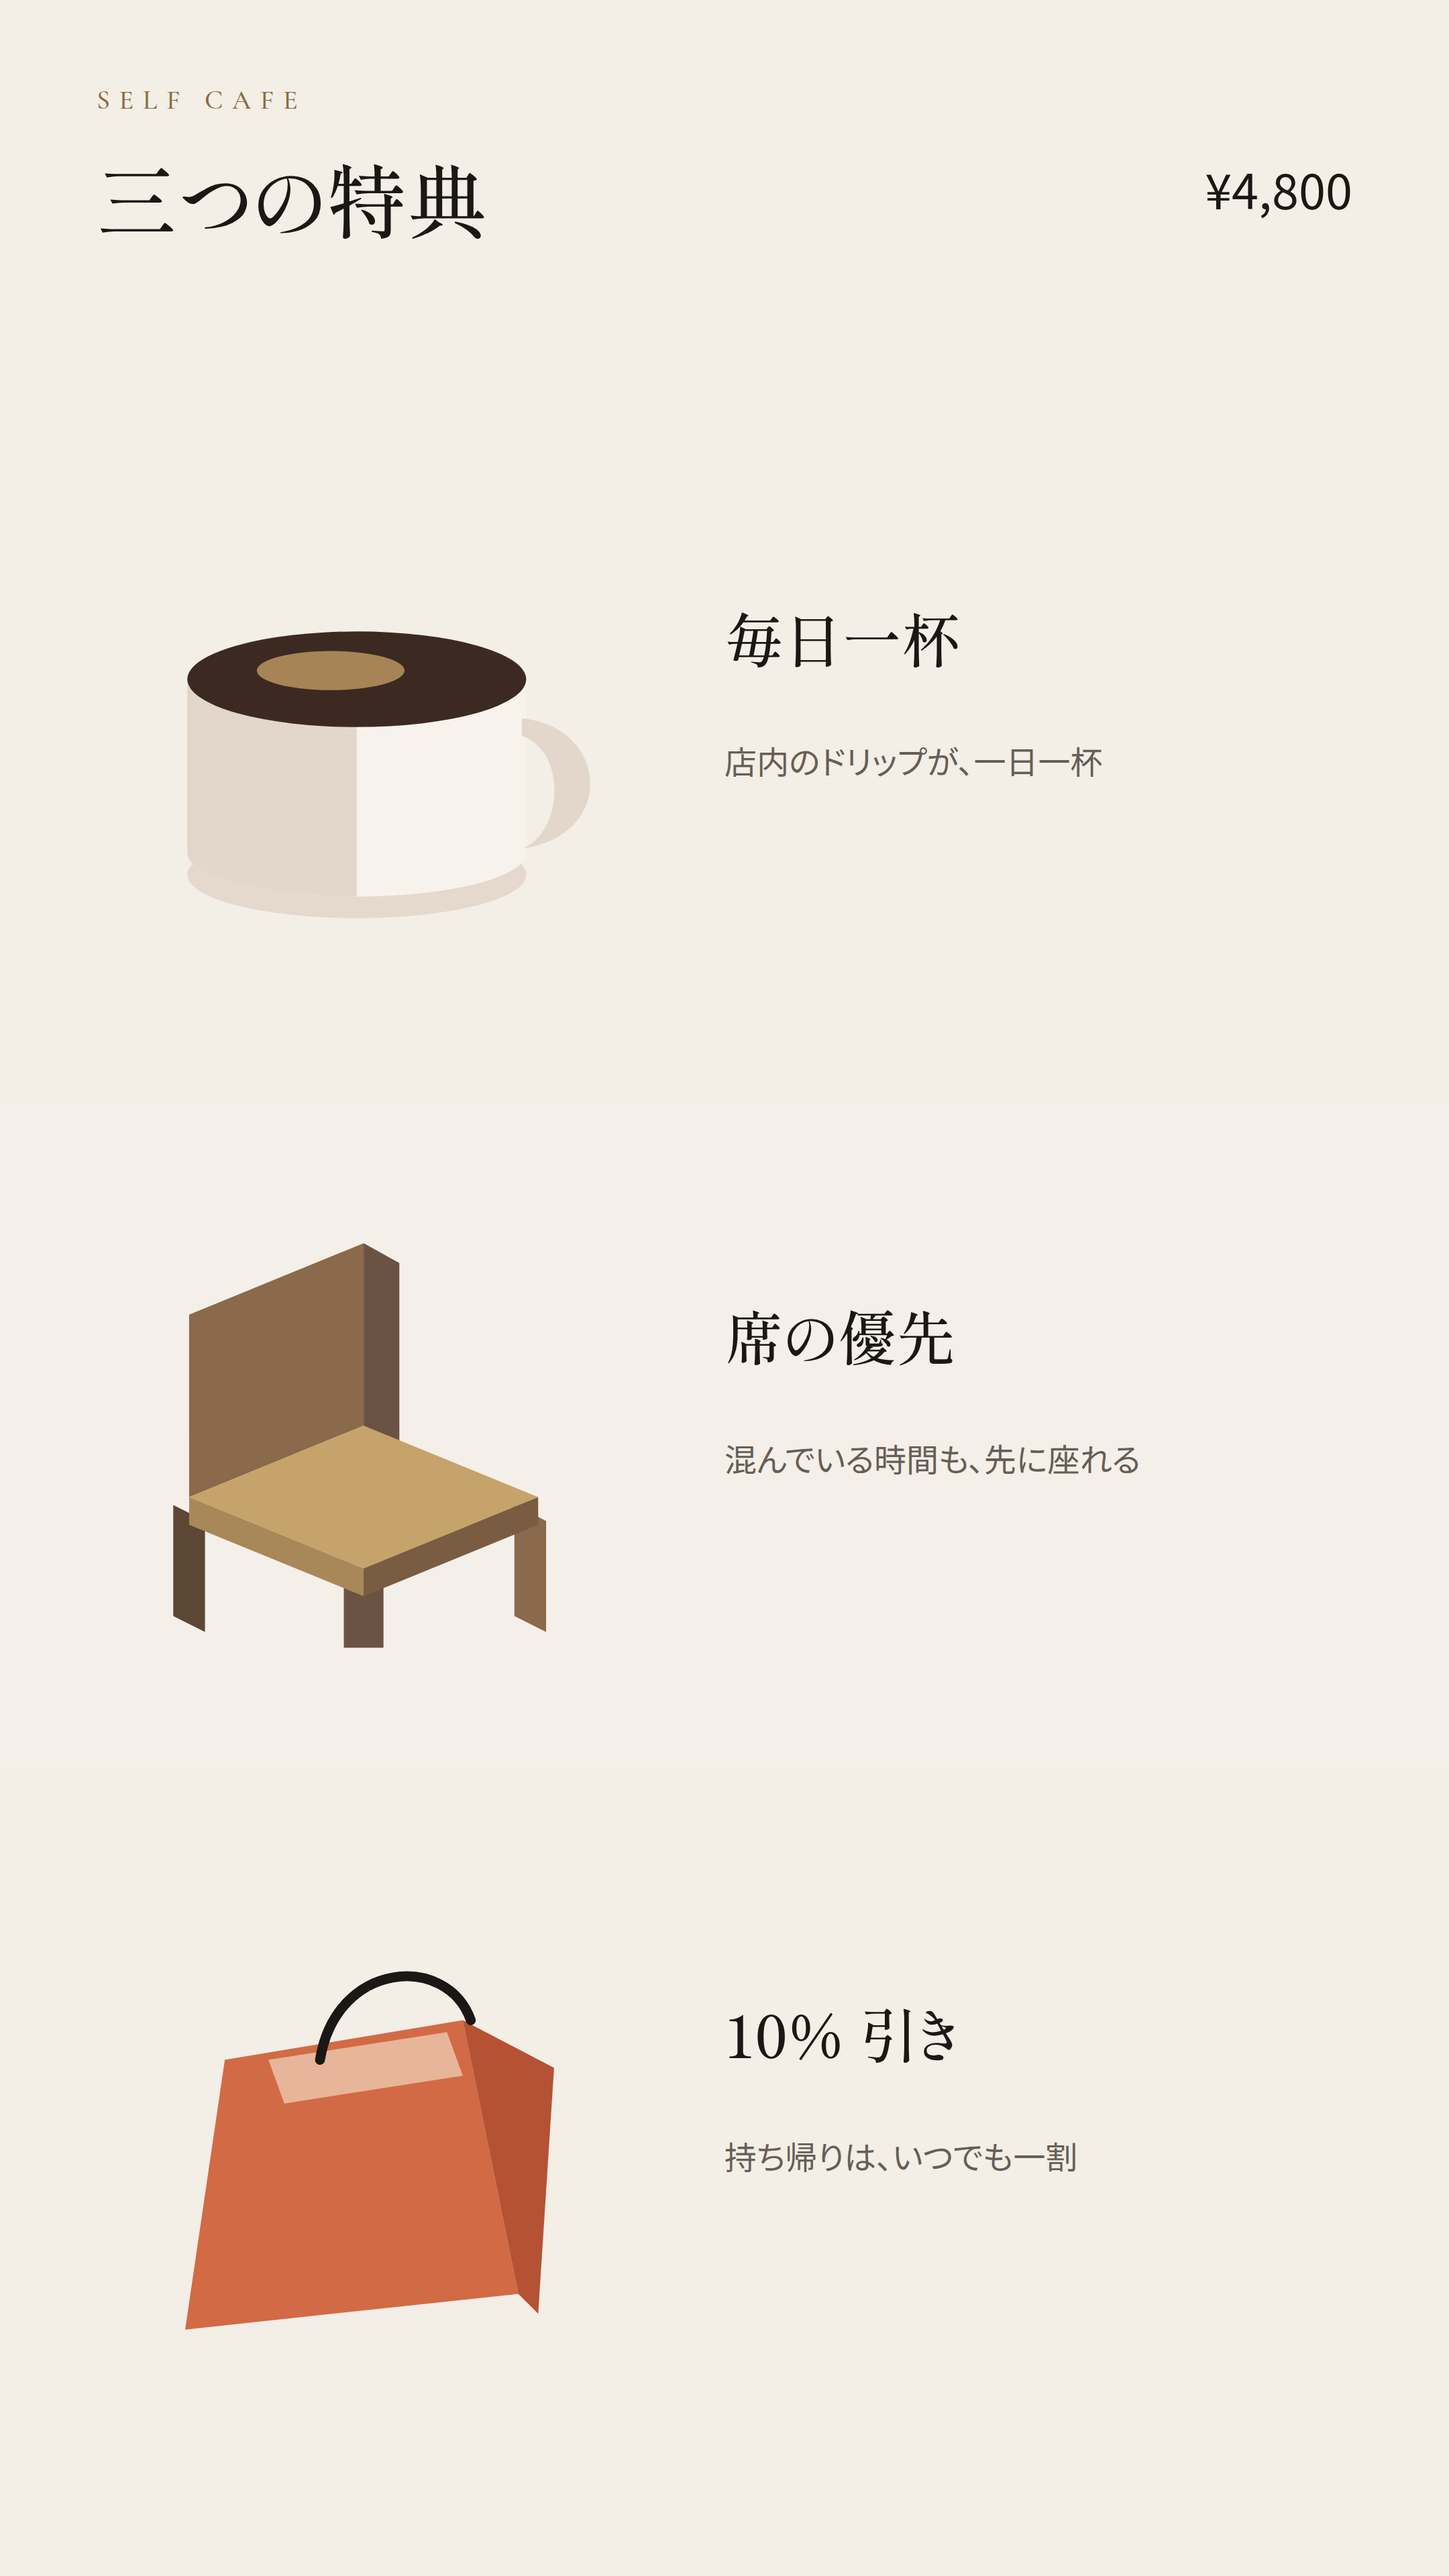 SELF CAFE
三つの特典
¥4,800
毎日一杯
店内のドリップが、一日一杯
席の優先
混んでいる時間も、先に座れる
10% 引き
持ち帰りは、いつでも一割